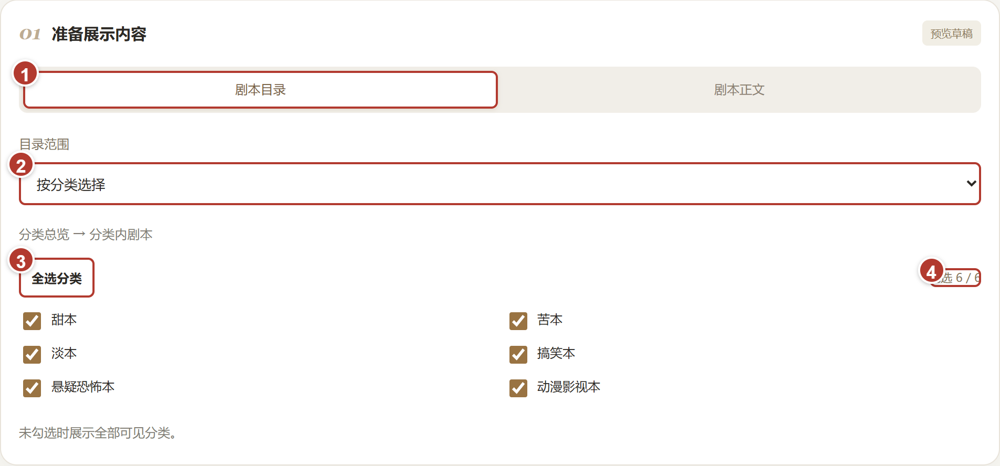 01 准备展示内容
预览草稿
1
剧本目录
剧本正文
目录范围
2
按分类选择
分类总览 → 分类内剧本
3
全选分类
4
选 6 / 6
甜本
苦本
淡本
搞笑本
悬疑恐怖本
动漫影视本
未勾选时展示全部可见分类。